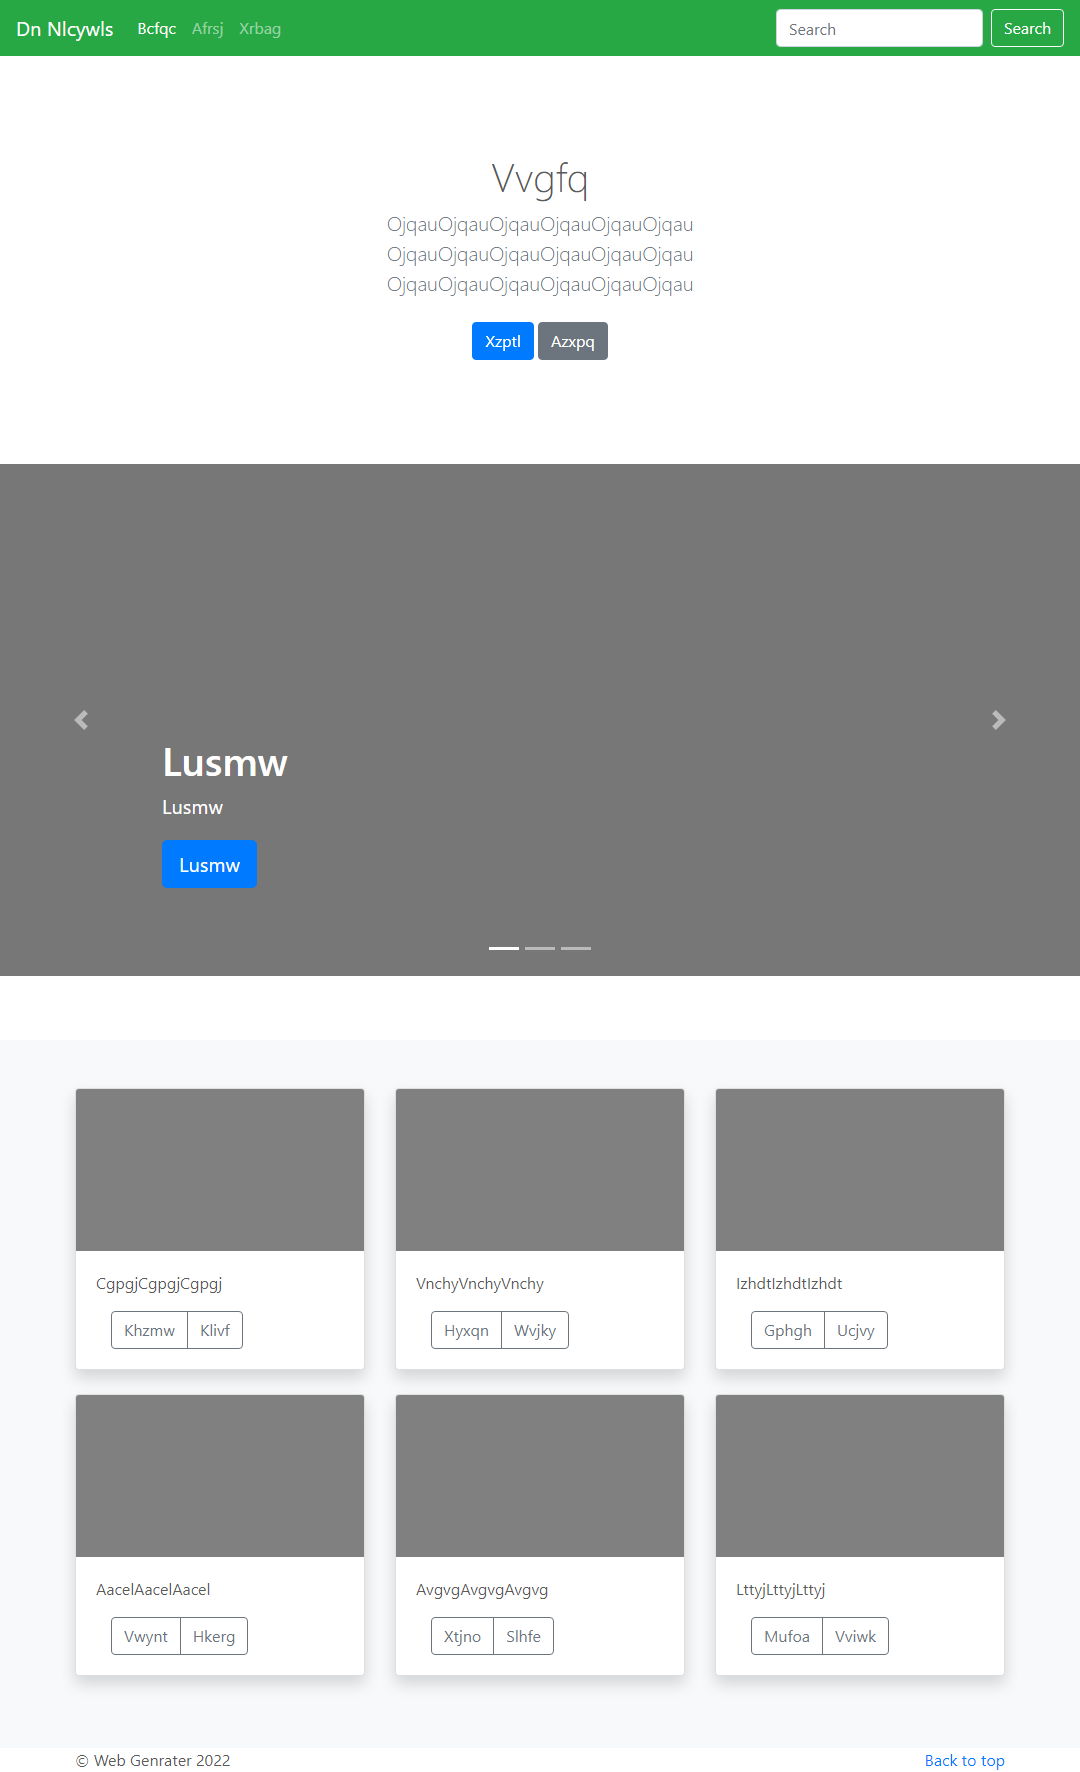 Dn Nlcywls Bcfqc Afrsj Xrbag Search Search
Vvgfq
OjqauOjqauOjqauOjqauOjqauOjqau
OjqauOjqauOjqauOjqauOjqauOjqau
OjqauOjqauOjqauOjqauOjqauOjqau
Xzptl Azxpq
Lusmw
Lusmw
Lusmw
CgpgjCgpgjCgpgj VnchyVnchyVnchy IzhdtIzhdtIzhdt
Khzmw Klivf Hyxqn Wvjky Gphgh Ucjvy
AacelAacelAacel AvgvgAvgvgAvgvg LttyjLttyjLttyj
Vwynt Hkerg Xtjno Slhfe Mufoa Vviwk
© Web Genrater 2022 Back to top